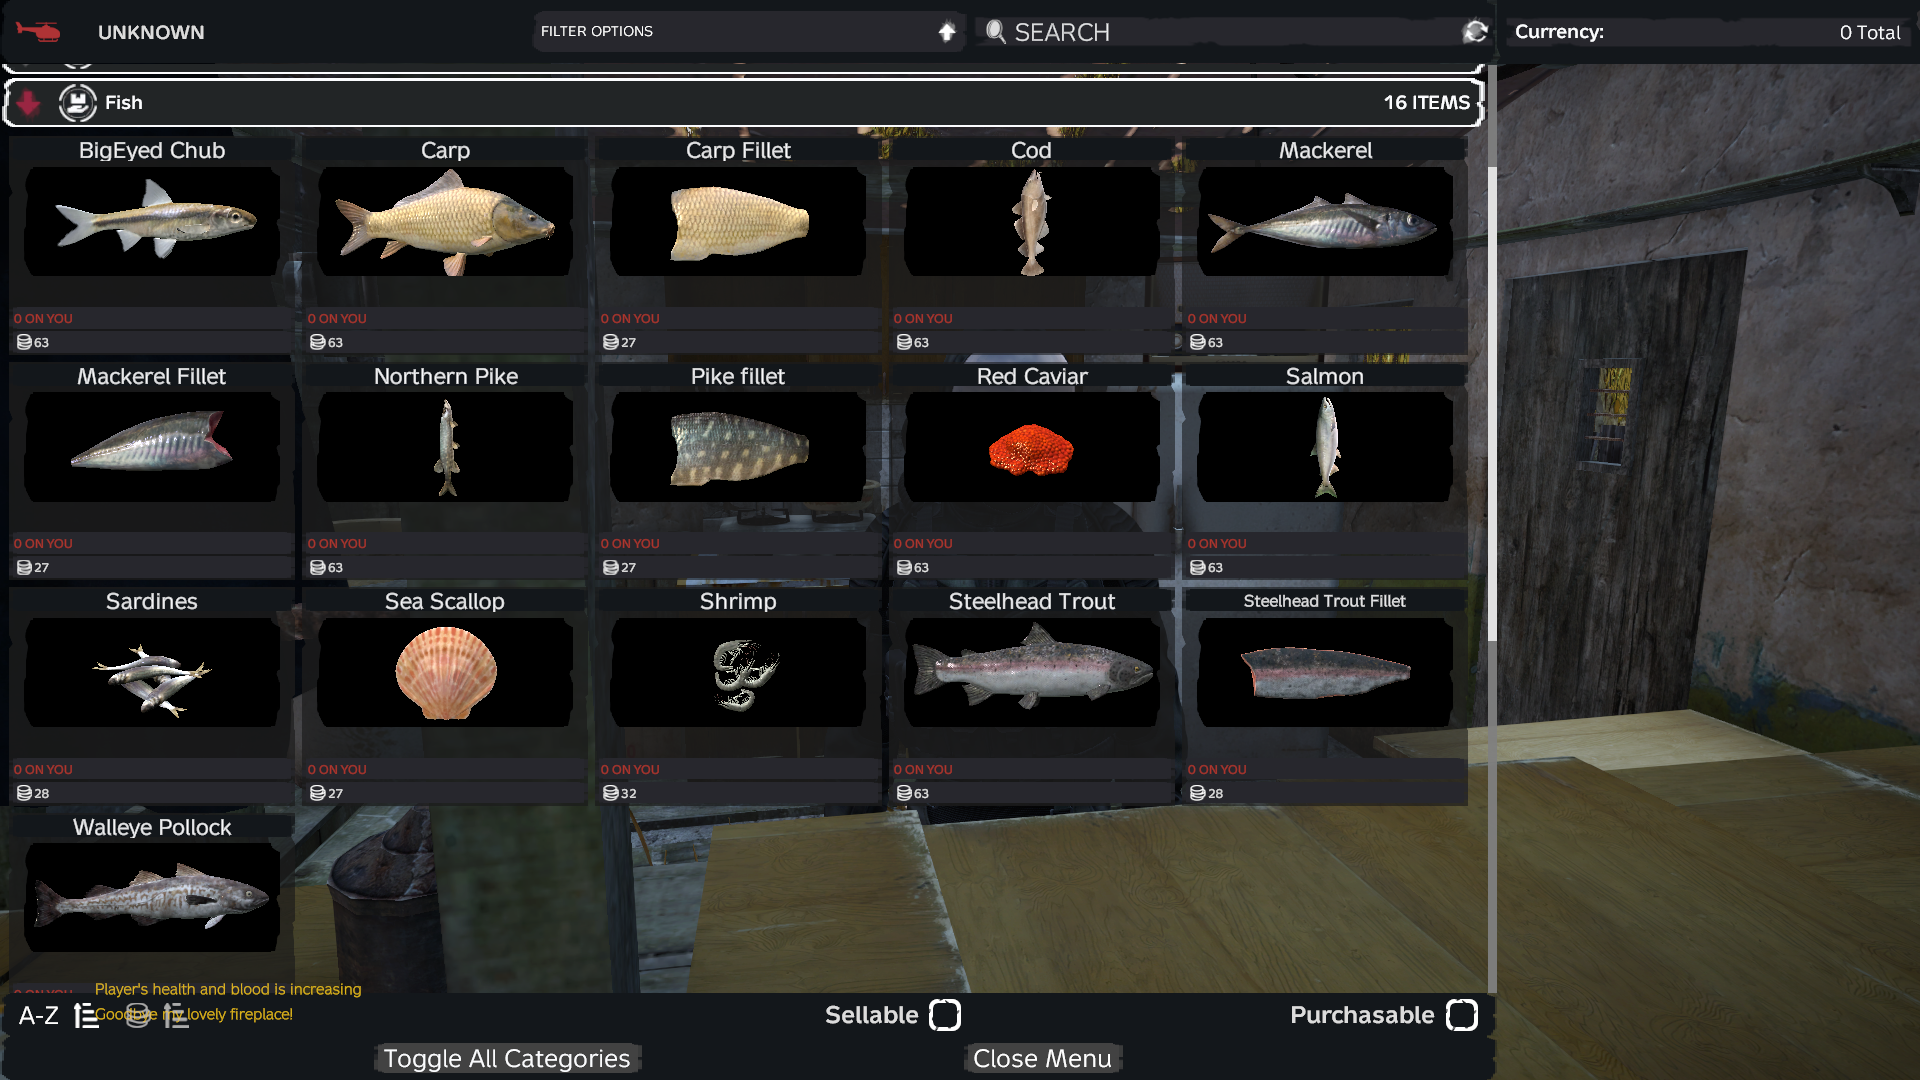 UNKNOWN
FILTER OPTIONS
SEARCH
Currency:
0 Total
Fish
16 ITEMS
BigEyed Chub
Carp
Carp Fillet
Cod
Mackerel
0 ON YOU
0 ON YOU
0 ON YOU
0 ON YOU
0 ON YOU
63
63
27
63
63
Mackerel Fillet
Northern Pike
Pike fillet
Red Caviar
Salmon
0 ON YOU
0 ON YOU
0 ON YOU
0 ON YOU
0 ON YOU
27
63
27
63
63
Sardines
Sea Scallop
Shrimp
Steelhead Trout
Steelhead Trout Fillet
0 ON YOU
0 ON YOU
0 ON YOU
0 ON YOU
0 ON YOU
28
27
32
63
28
Walleye Pollock
0 ON YOU
Player's health and blood is increasing
Goodbye my lovely fireplace!
A-Z
Sellable
Purchasable
Toggle All Categories
Close Menu